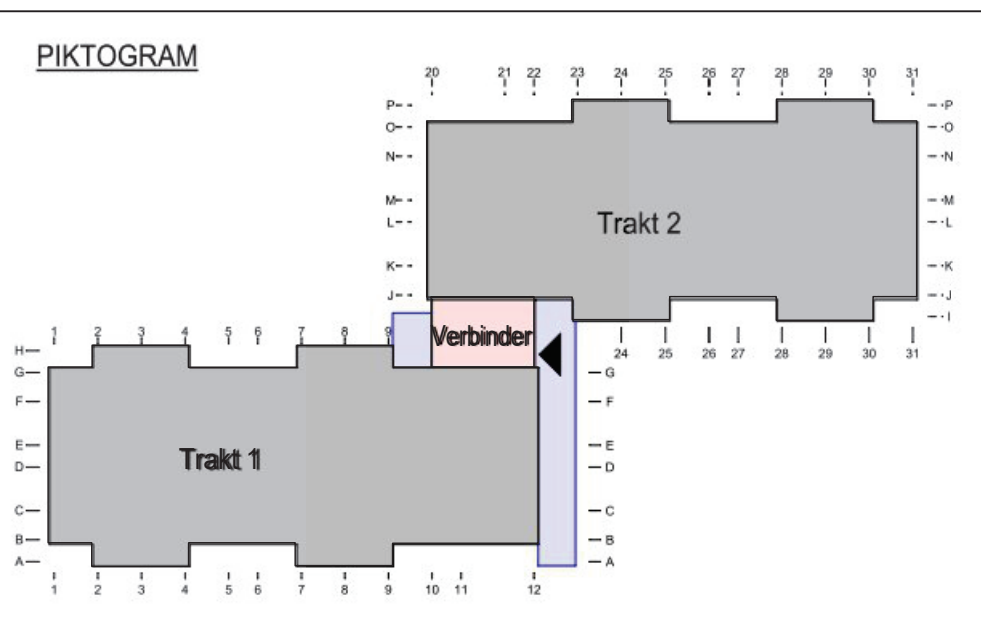 PIKTOGRAM
20 21 22 23 24 25 26 27 28 29 30 31
P P
O O
N N
M M
Trakt 2
L L
K K
J J
I
1 2 3 4 5 6 7 8 9
Verbinder
24 25 26 27 28 29 30 31
H
G G
F F
E E
Trakt 1
D D
C C
B B
A A
1 2 3 4 5 6 7 8 9 10 11 12